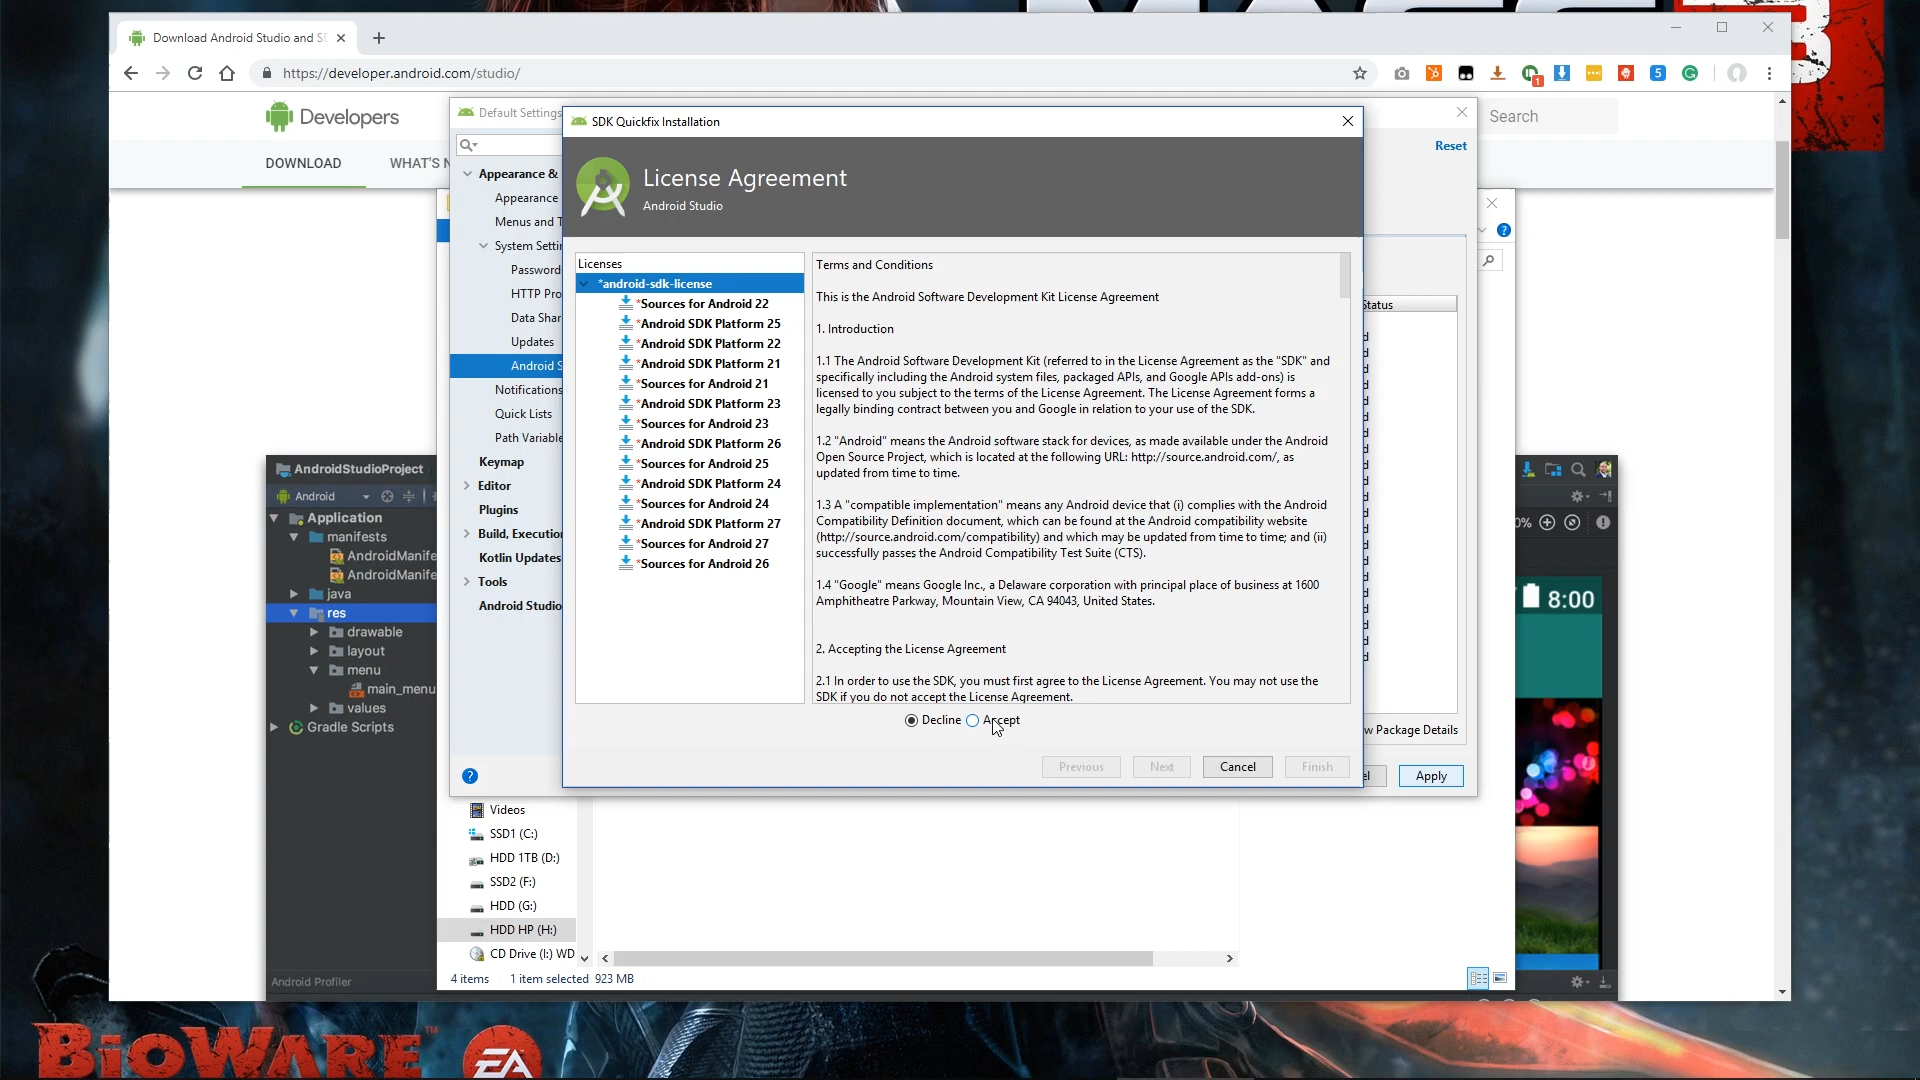 Download Android Studio and S
https://developer.android.com/studio/
1
5
Developers
Search
DOWNLOAD
WHAT'S N
Default Settings
Reset
Appearance &
Appearance
Menus and T
System Settin
Password
HTTP Pro
Data Shar
Updates
Android S
Notifications
Quick Lists
Path Variable
Keymap
Editor
Plugins
Build, Execution
Kotlin Updates
Tools
Android Studio
SDK Quickfix Installation
License Agreement
Android Studio
Licenses
*android-sdk-license
*Sources for Android 22
*Android SDK Platform 25
*Android SDK Platform 22
*Android SDK Platform 21
*Sources for Android 21
*Android SDK Platform 23
*Sources for Android 23
*Android SDK Platform 26
*Sources for Android 25
*Android SDK Platform 24
*Sources for Android 24
*Android SDK Platform 27
*Sources for Android 27
*Sources for Android 26
Terms and Conditions
This is the Android Software Development Kit License Agreement
1. Introduction
1.1 The Android Software Development Kit (referred to in the License Agreement as the "SDK" and
specifically including the Android system files, packaged APIs, and Google APIs add-ons) is
licensed to you subject to the terms of the License Agreement. The License Agreement forms a
legally binding contract between you and Google in relation to your use of the SDK.
1.2 "Android" means the Android software stack for devices, as made available under the Android
Open Source Project, which is located at the following URL: http://source.android.com/, as
updated from time to time.
1.3 A "compatible implementation" means any Android device that (i) complies with the Android
Compatibility Definition document, which can be found at the Android compatibility website
(http://source.android.com/compatibility) and which may be updated from time to time; and (ii)
successfully passes the Android Compatibility Test Suite (CTS).
1.4 "Google" means Google Inc., a Delaware corporation with principal place of business at 1600
Amphitheatre Parkway, Mountain View, CA 94043, United States.
2. Accepting the License Agreement
2.1 In order to use the SDK, you must first agree to the License Agreement. You may not use the
SDK if you do not accept the License Agreement.
Decline Accept
Previous
Next
Cancel
Finish
Status
w Package Details
el
Apply
AndroidStudioProject
Android
Application
manifests
AndroidManife
AndroidManife
java
res
drawable
layout
menu
main_menu
values
Gradle Scripts
Android Profiler
0%
8:00
Videos
SSD1 (C:)
HDD 1TB (D:)
SSD2 (F:)
HDD (G:)
HDD HP (H:)
CD Drive (I:) WD
4 items 1 item selected 923 MB
BIOWARE™
EA